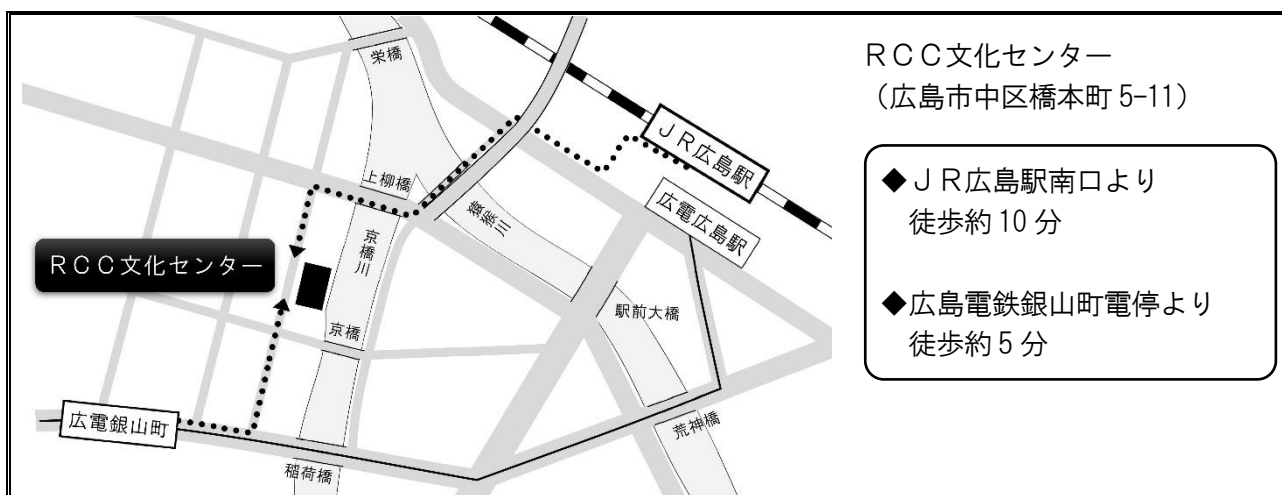 栄橋
ＪＲ広島駅
上柳橋
猿猴川
広電広島駅
京橋川
ＲＣＣ文化センター
駅前大橋
京橋
広電銀山町
荒神橋
稲荷橋
ＲＣＣ文化センター
（広島市中区橋本町 5-11）
◆ＪＲ広島駅南口より
徒歩約 10 分
◆広島電鉄銀山町電停より
徒歩約 5 分